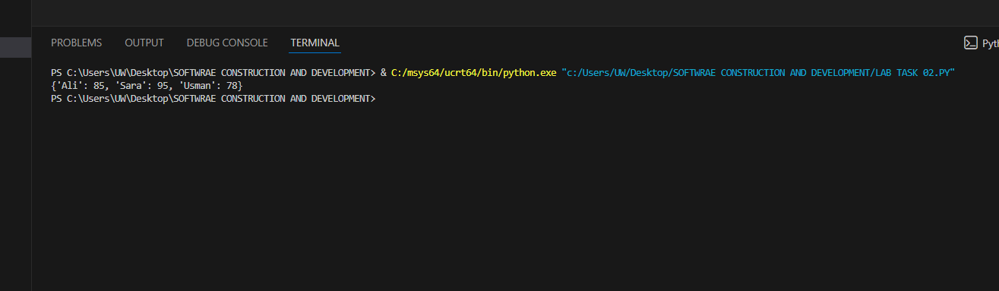 PROBLEMS OUTPUT DEBUG CONSOLE TERMINAL Pyth
PS C:\Users\UW\Desktop\SOFTWRAE CONSTRUCTION AND DEVELOPMENT> & C:/msys64/ucrt64/bin/python.exe "c:/Users/UW/Desktop/SOFTWRAE CONSTRUCTION AND DEVELOPMENT/LAB TASK 02.PY"
{'Ali': 85, 'Sara': 95, 'Usman': 78}
PS C:\Users\UW\Desktop\SOFTWRAE CONSTRUCTION AND DEVELOPMENT>